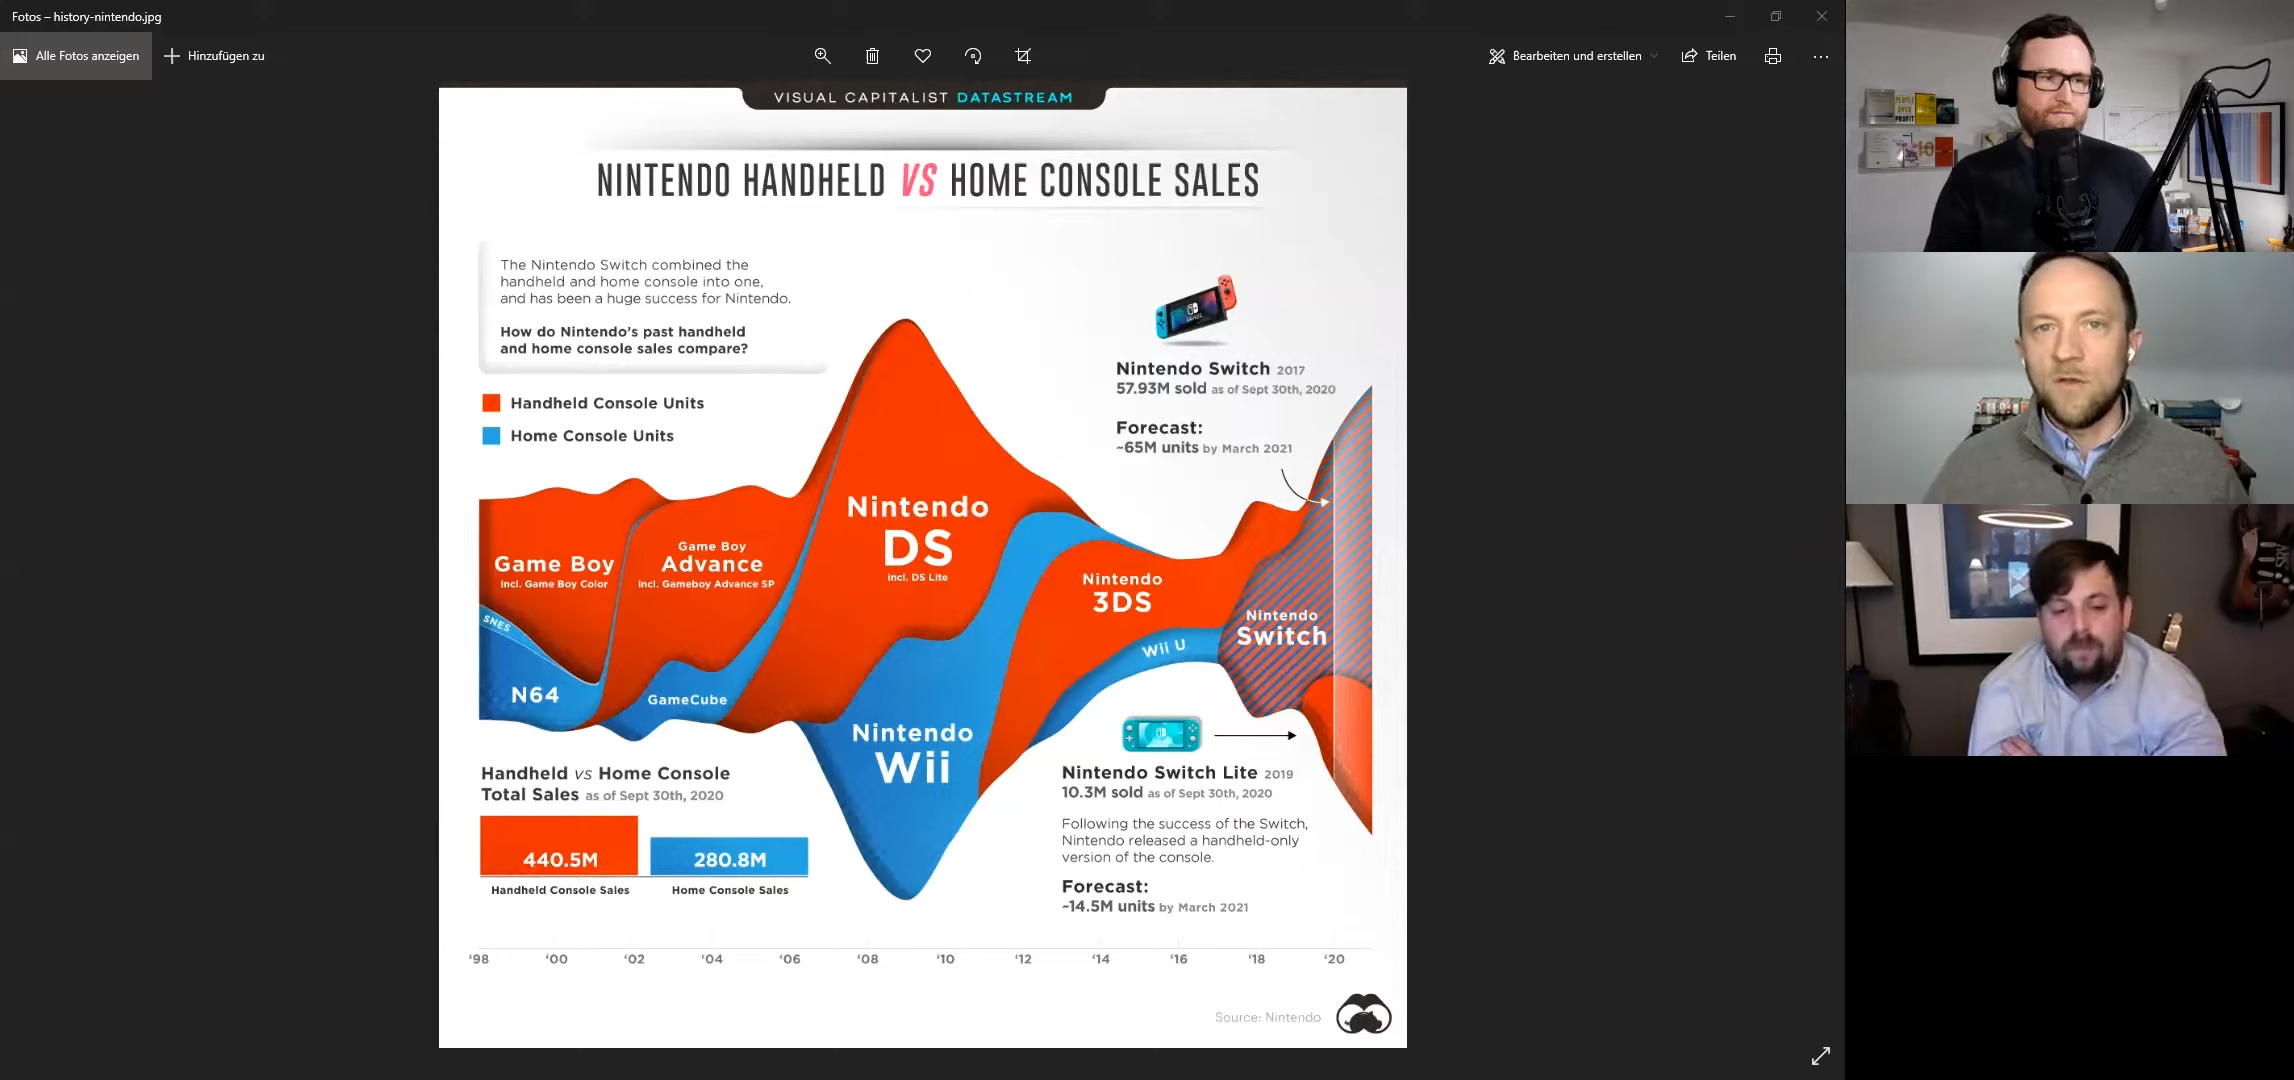 Fotos – history-nintendo.jpg
Alle Fotos anzeigen
Hinzufügen zu
Bearbeiten und erstellen
Teilen
VISUAL CAPITALIST DATASTREAM
NINTENDO HANDHELD VS HOME CONSOLE SALES
The Nintendo Switch combined the
handheld and home console into one,
and has been a huge success for Nintendo.
How do Nintendo's past handheld
and home console sales compare?
Handheld Console Units
Home Console Units
Nintendo Switch 2017
57.93M sold as of Sept 30th, 2020
Forecast:
~65M units by March 2021
Game Boy
incl. Game Boy Color
Game Boy
Advance
incl. Gameboy Advance SP
Nintendo
DS
incl. DS Lite
Nintendo
3DS
Nintendo
Switch
SNES
N64
GameCube
Wii U
Nintendo
Wii
Handheld vs Home Console
Total Sales as of Sept 30th, 2020
440.5M
280.8M
Handheld Console Sales
Home Console Sales
Nintendo Switch Lite 2019
10.3M sold as of Sept 30th, 2020
Following the success of the Switch,
Nintendo released a handheld-only
version of the console.
Forecast:
~14.5M units by March 2021
'98 '00 '02 '04 '06 '08 '10 '12 '14 '16 '18 '20
Source: Nintendo
PEOPLE
OVER
PROFIT